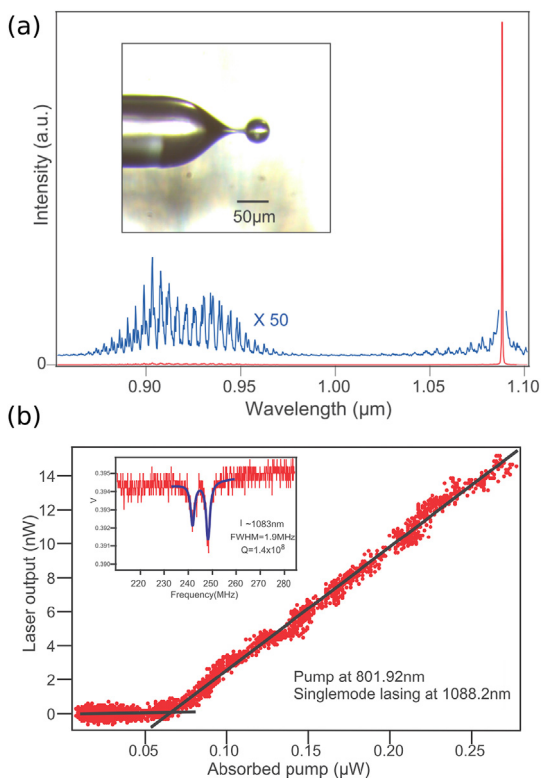 (a)
Intensity (a.u.)
50µm
X 50
0
0.90 0.95 1.00 1.05 1.10
Wavelength (µm)
(b)
Laser output (nW)
14
12
10
8
6
4
2
0
0.395
0.394
0.392
0.391
0.390
V
I ~1083nm
FWHM=1.9MHz
Q=1.4x10⁸
220 230 240 250 260 270 280
Frequency(MHz)
Pump at 801.92nm
Singlemode lasing at 1088.2nm
0.05 0.10 0.15 0.20 0.25
Absorbed pump (µW)